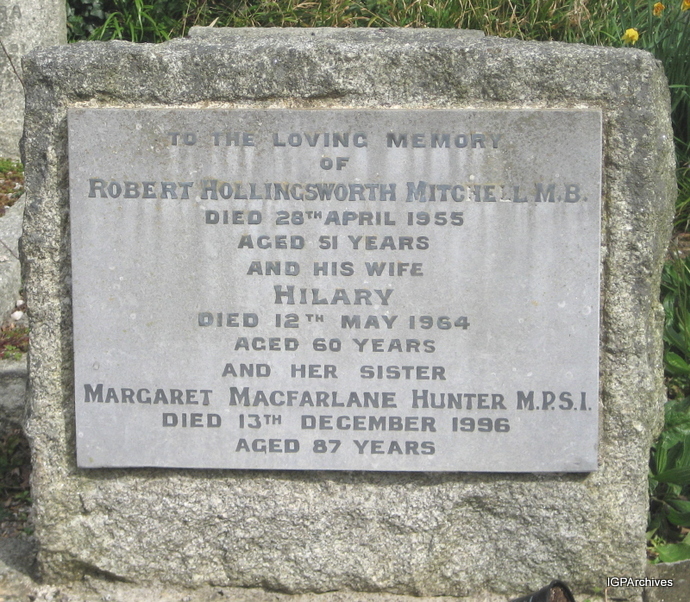 TO THE LOVING MEMORY
OF
ROBERT HOLLINGSWORTH MITCHELL M.B.
DIED 28TH APRIL 1955
AGED 51 YEARS
AND HIS WIFE
HILARY
DIED 12TH MAY 1964
AGED 60 YEARS
AND HER SISTER
MARGARET MACFARLANE HUNTER M.P.S.I.
DIED 13TH DECEMBER 1996
AGED 87 YEARS
IGPArchives